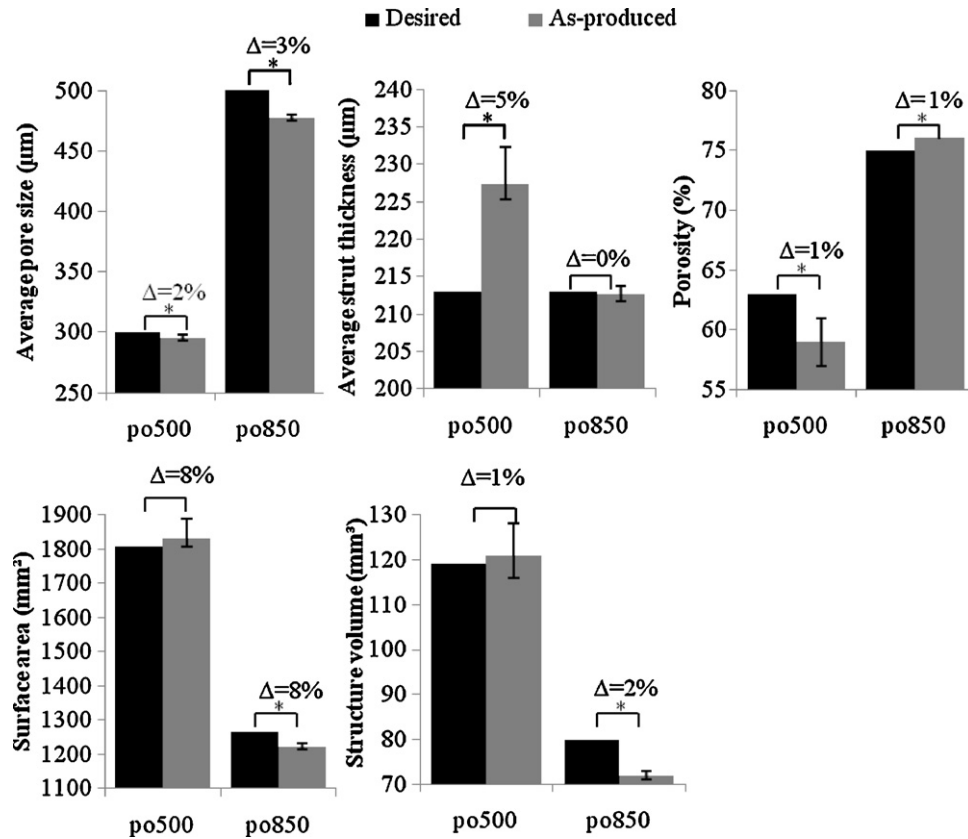 Desired As-produced
Average pore size (µm)
500
450
400
350
300
250
Δ=3%
*
Δ=2%
*
po500 po850
Average strut thickness (µm)
240
235
230
225
220
215
210
205
200
Δ=5%
*
Δ=0%
po500 po850
Porosity (%)
80
75
70
65
60
55
Δ=1%
*
Δ=1%
*
po500 po850
Surface area (mm²)
1900
1800
1700
1600
1500
1400
1300
1200
1100
Δ=8%
Δ=8%
*
po500 po850
Structure volume (mm³)
130
120
110
100
90
80
70
Δ=1%
Δ=2%
*
po500 po850